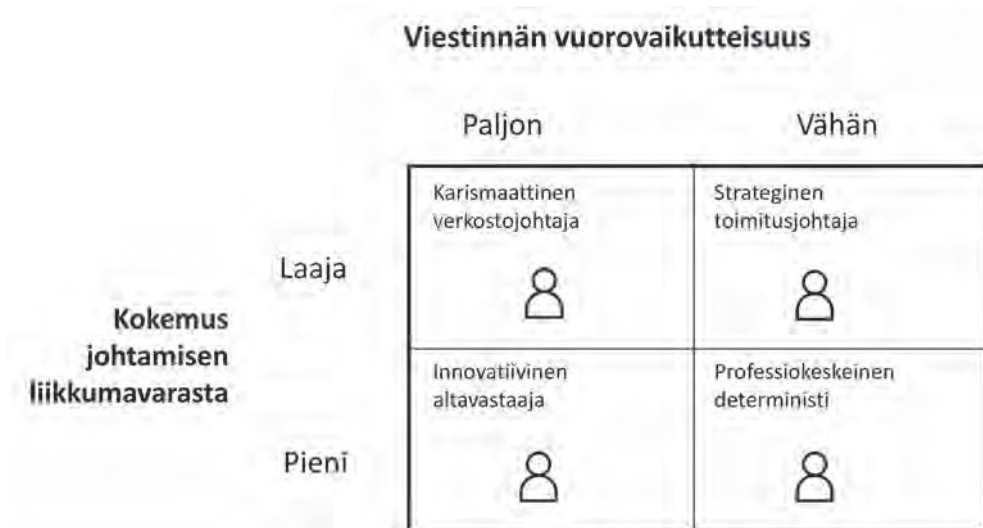 Viestinnän vuorovaikutteisuus
Paljon
Vähän
Karismaattinen
verkostojohtaja
Strateginen
toimitusjohtaja
Laaja
Kokemus
johtamisen
liikkumavarasta
Innovatiivinen
altavastaaja
Professiokeskeinen
deterministi
Pieni